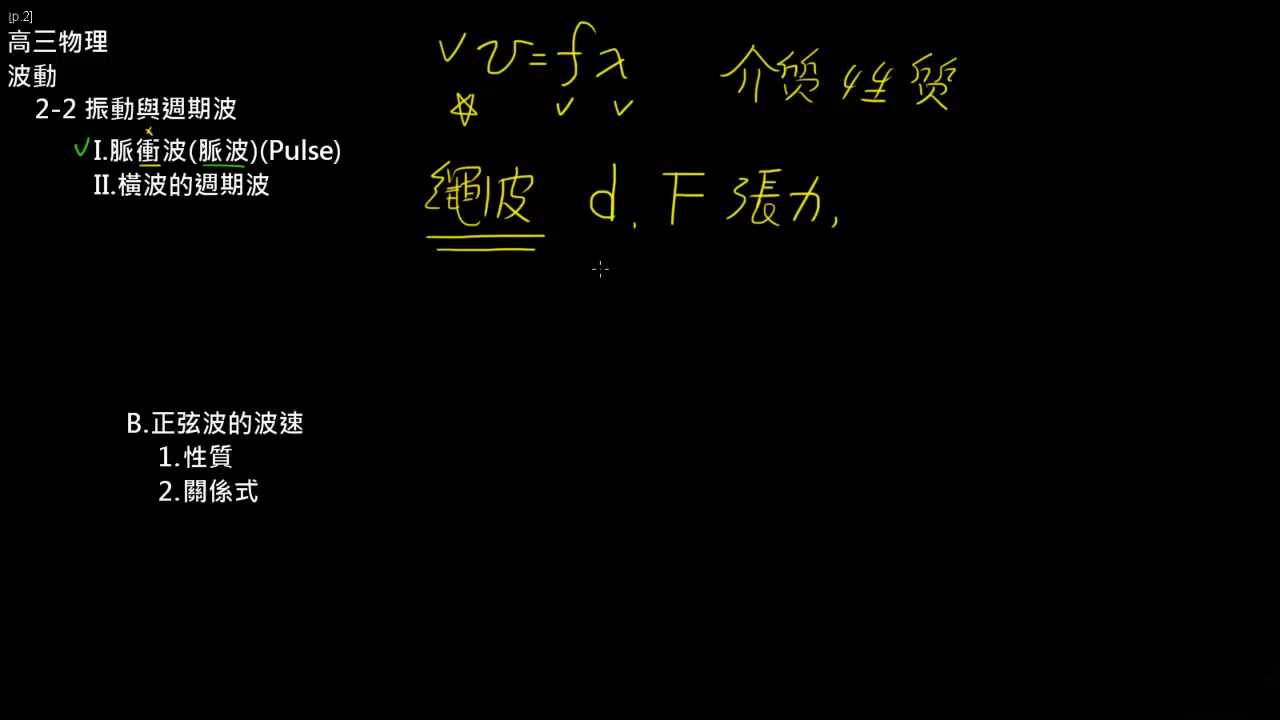 [p.2]
高三物理
波動
2-2 振動與週期波
✓I.脈衝波(脈波)(Pulse)
II.橫波的週期波
✓ v=fλ 介質性質
☆ ✓ ✓
繩波 d, F 張力,
B.正弦波的波速
1.性質
2.關係式